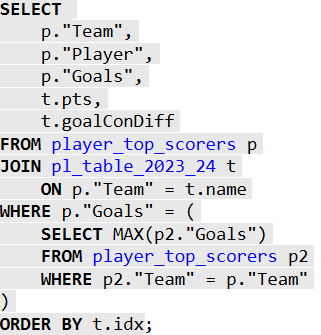 SELECT
    p."Team",
    p."Player",
    p."Goals",
    t.pts,
    t.goalConDiff
FROM player_top_scorers p
JOIN pl_table_2023_24 t
    ON p."Team" = t.name
WHERE p."Goals" = (
    SELECT MAX(p2."Goals")
    FROM player_top_scorers p2
    WHERE p2."Team" = p."Team"
)
ORDER BY t.idx;